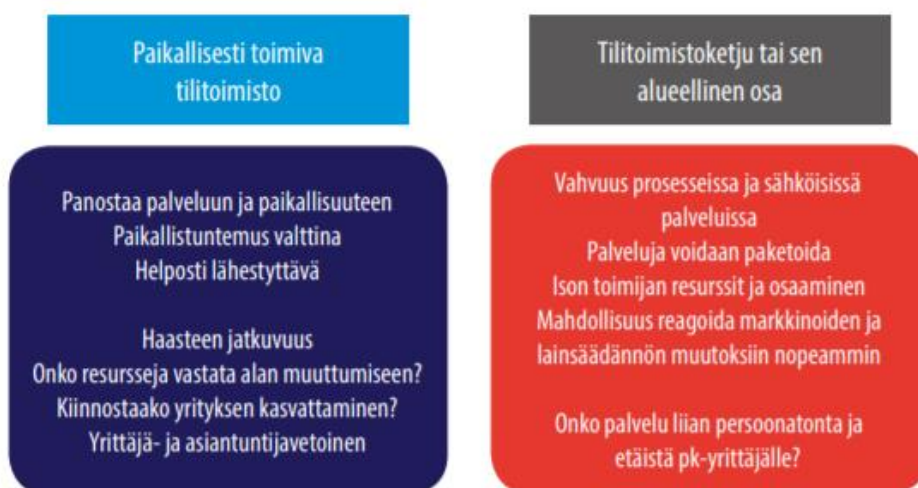 Paikallisesti toimiva
tilitoimisto
Panostaa palveluun ja paikallisuuteen
Paikallistuntemus valttina
Helposti lähestyttävä
Haasteen jatkuvuus
Onko resursseja vastata alan muuttumiseen?
Kiinnostaako yrityksen kasvattaminen?
Yrittäjä- ja asiantuntijavetoinen
Tilitoimistoketju tai sen
alueellinen osa
Vahvuus prosesseissa ja sähköisissä
palveluissa
Palveluja voidaan paketoida
Ison toimijan resurssit ja osaaminen
Mahdollisuus reagoida markkinoiden ja
lainsäädännön muutoksiin nopeammin
Onko palvelu liian persoonatonta ja
etäistä pk-yrittäjälle?